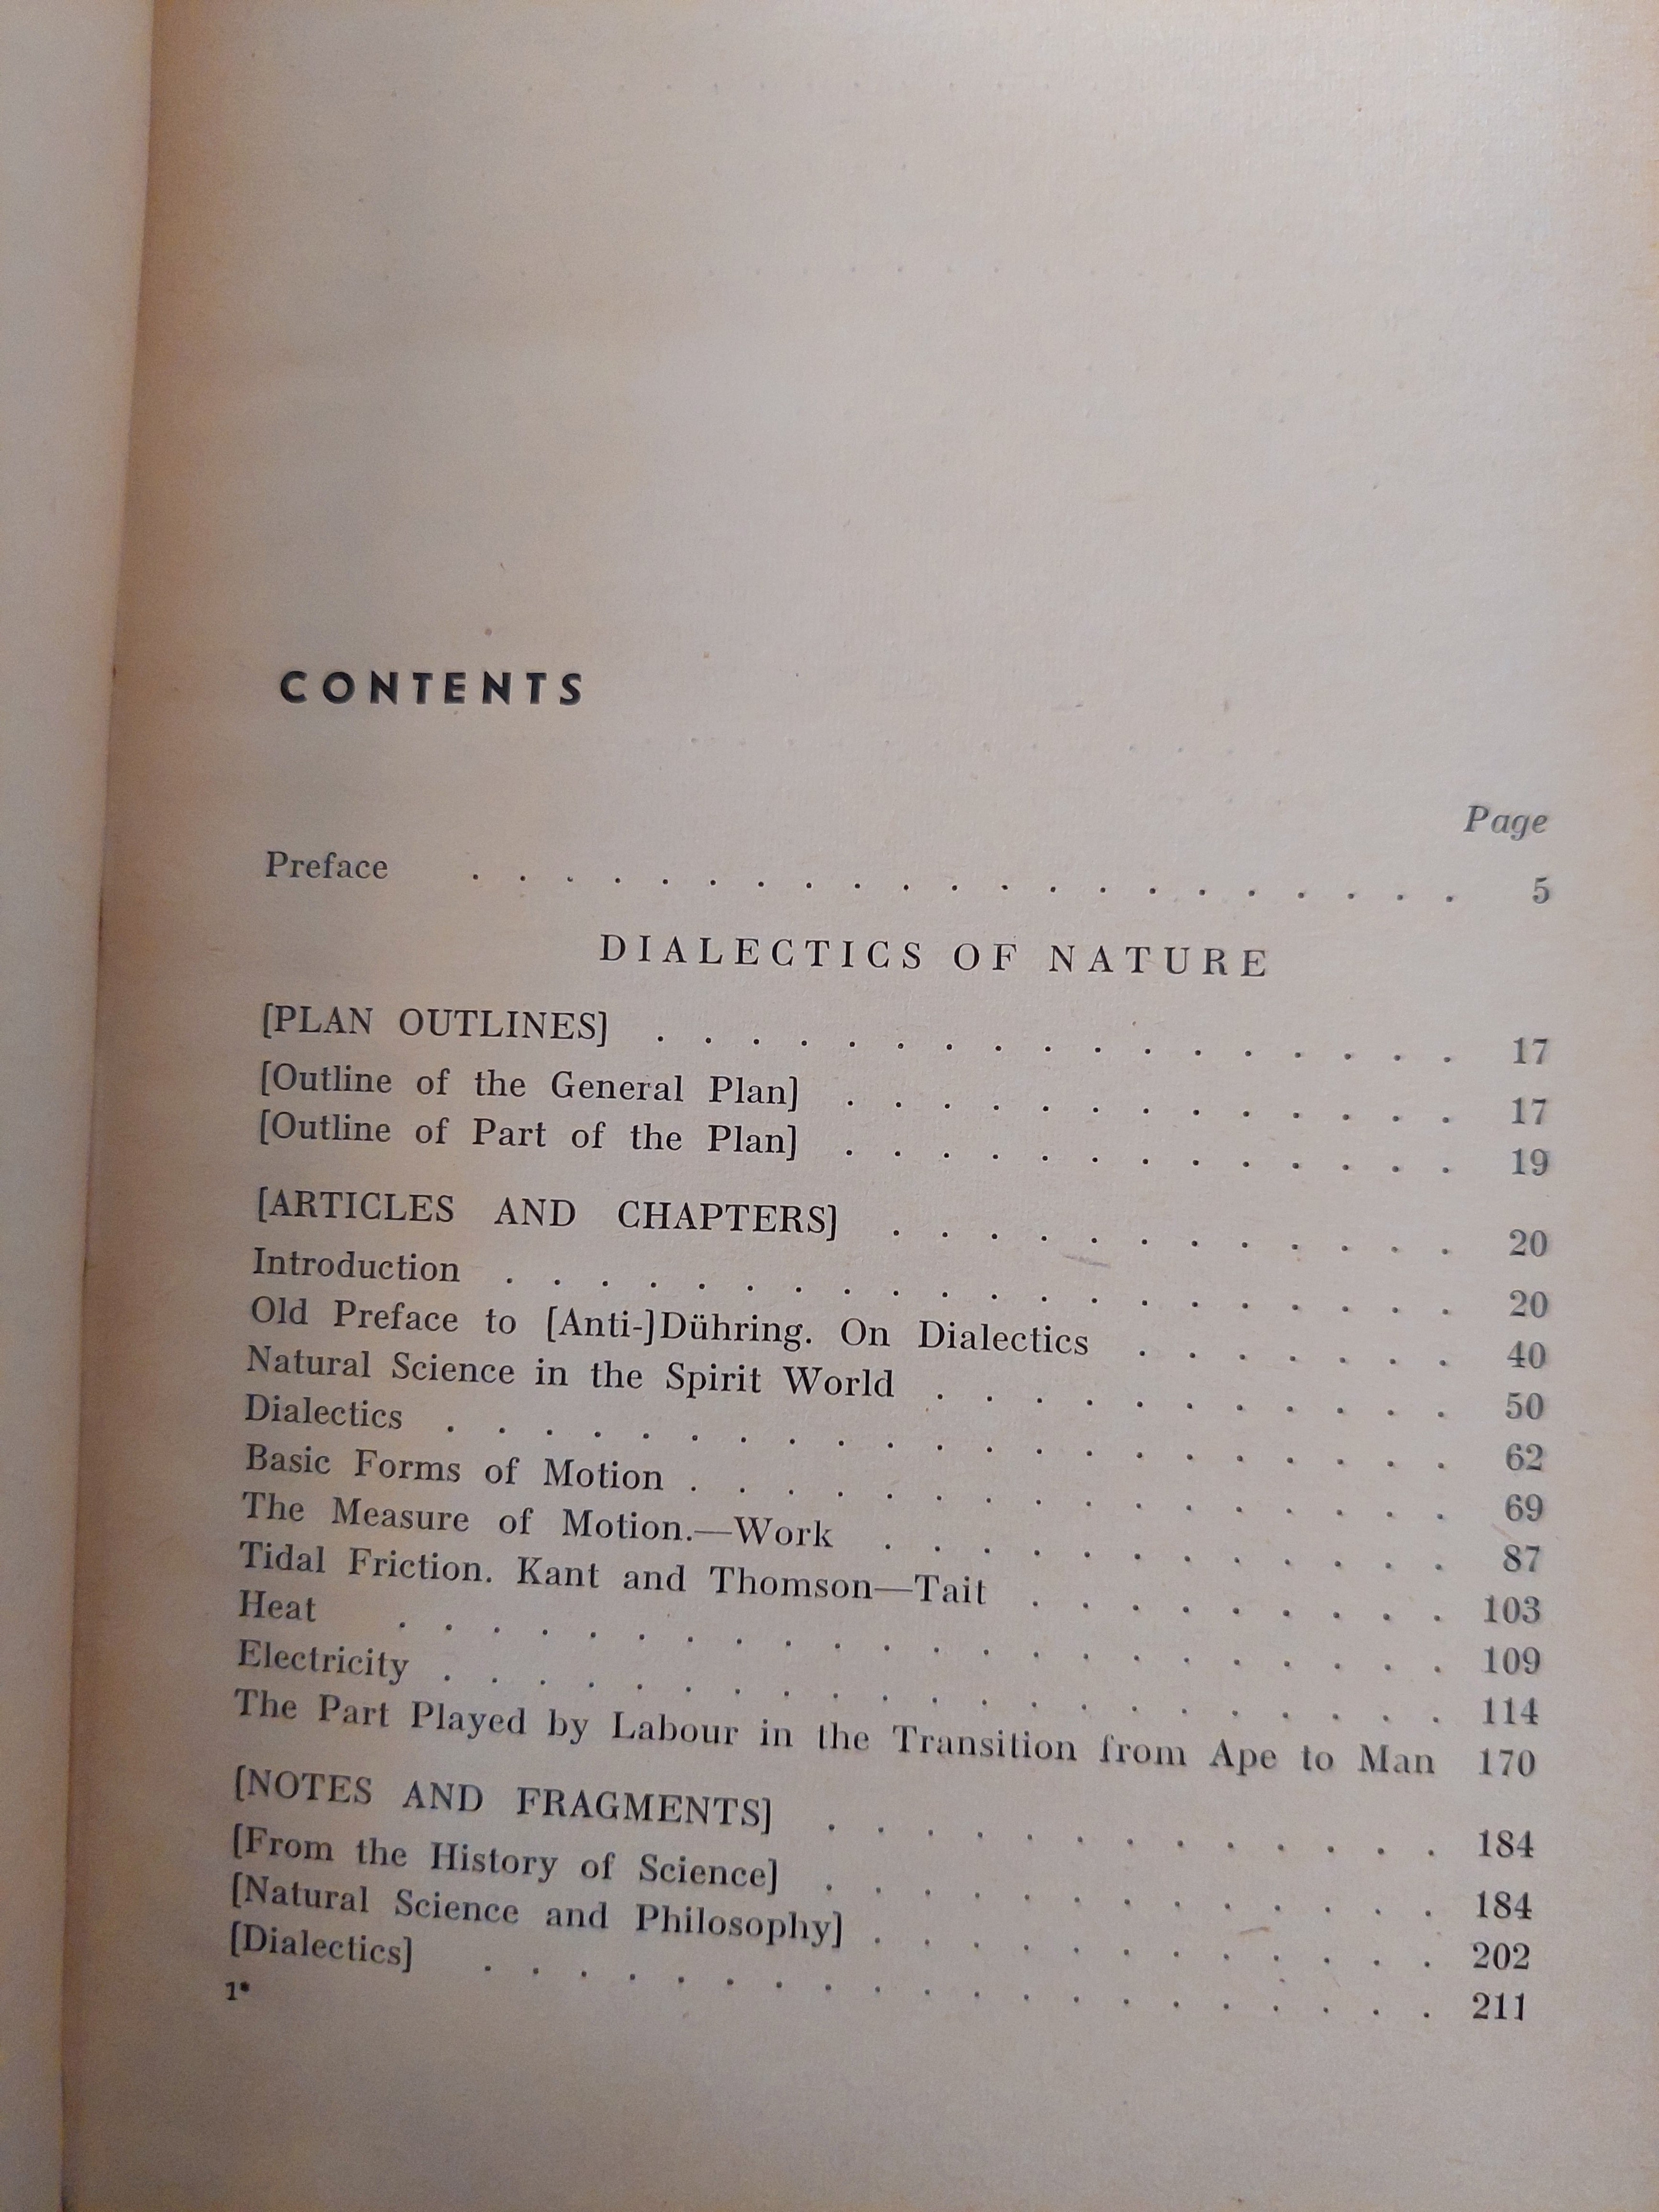 CONTENTS
Page
Preface . . . . . . . . . . . . . . . . . . . . . 5
DIALECTICS OF NATURE
[PLAN OUTLINES] . . . . . . . . . . . . . . . . . 17
[Outline of the General Plan] . . . . . . . . . . . . . 17
[Outline of Part of the Plan] . . . . . . . . . . . . . 19
[ARTICLES AND CHAPTERS] . . . . . . . . . . . . 20
Introduction . . . . . . . . . . . . . . . . . . . . 20
Old Preface to [Anti-]Dühring. On Dialectics . . . . . . . 40
Natural Science in the Spirit World . . . . . . . . . . . 50
Dialectics . . . . . . . . . . . . . . . . . . . . . 62
Basic Forms of Motion . . . . . . . . . . . . . . . . 69
The Measure of Motion.—Work . . . . . . . . . . . . 87
Tidal Friction. Kant and Thomson—Tait . . . . . . . . . 103
Heat . . . . . . . . . . . . . . . . . . . . . . 109
Electricity . . . . . . . . . . . . . . . . . . . . . 114
The Part Played by Labour in the Transition from Ape to Man 170
[NOTES AND FRAGMENTS] . . . . . . . . . . . . . 184
[From the History of Science] . . . . . . . . . . . . . 184
[Natural Science and Philosophy] . . . . . . . . . . . . 202
[Dialectics] . . . . . . . . . . . . . . . . . . . . 211
1*